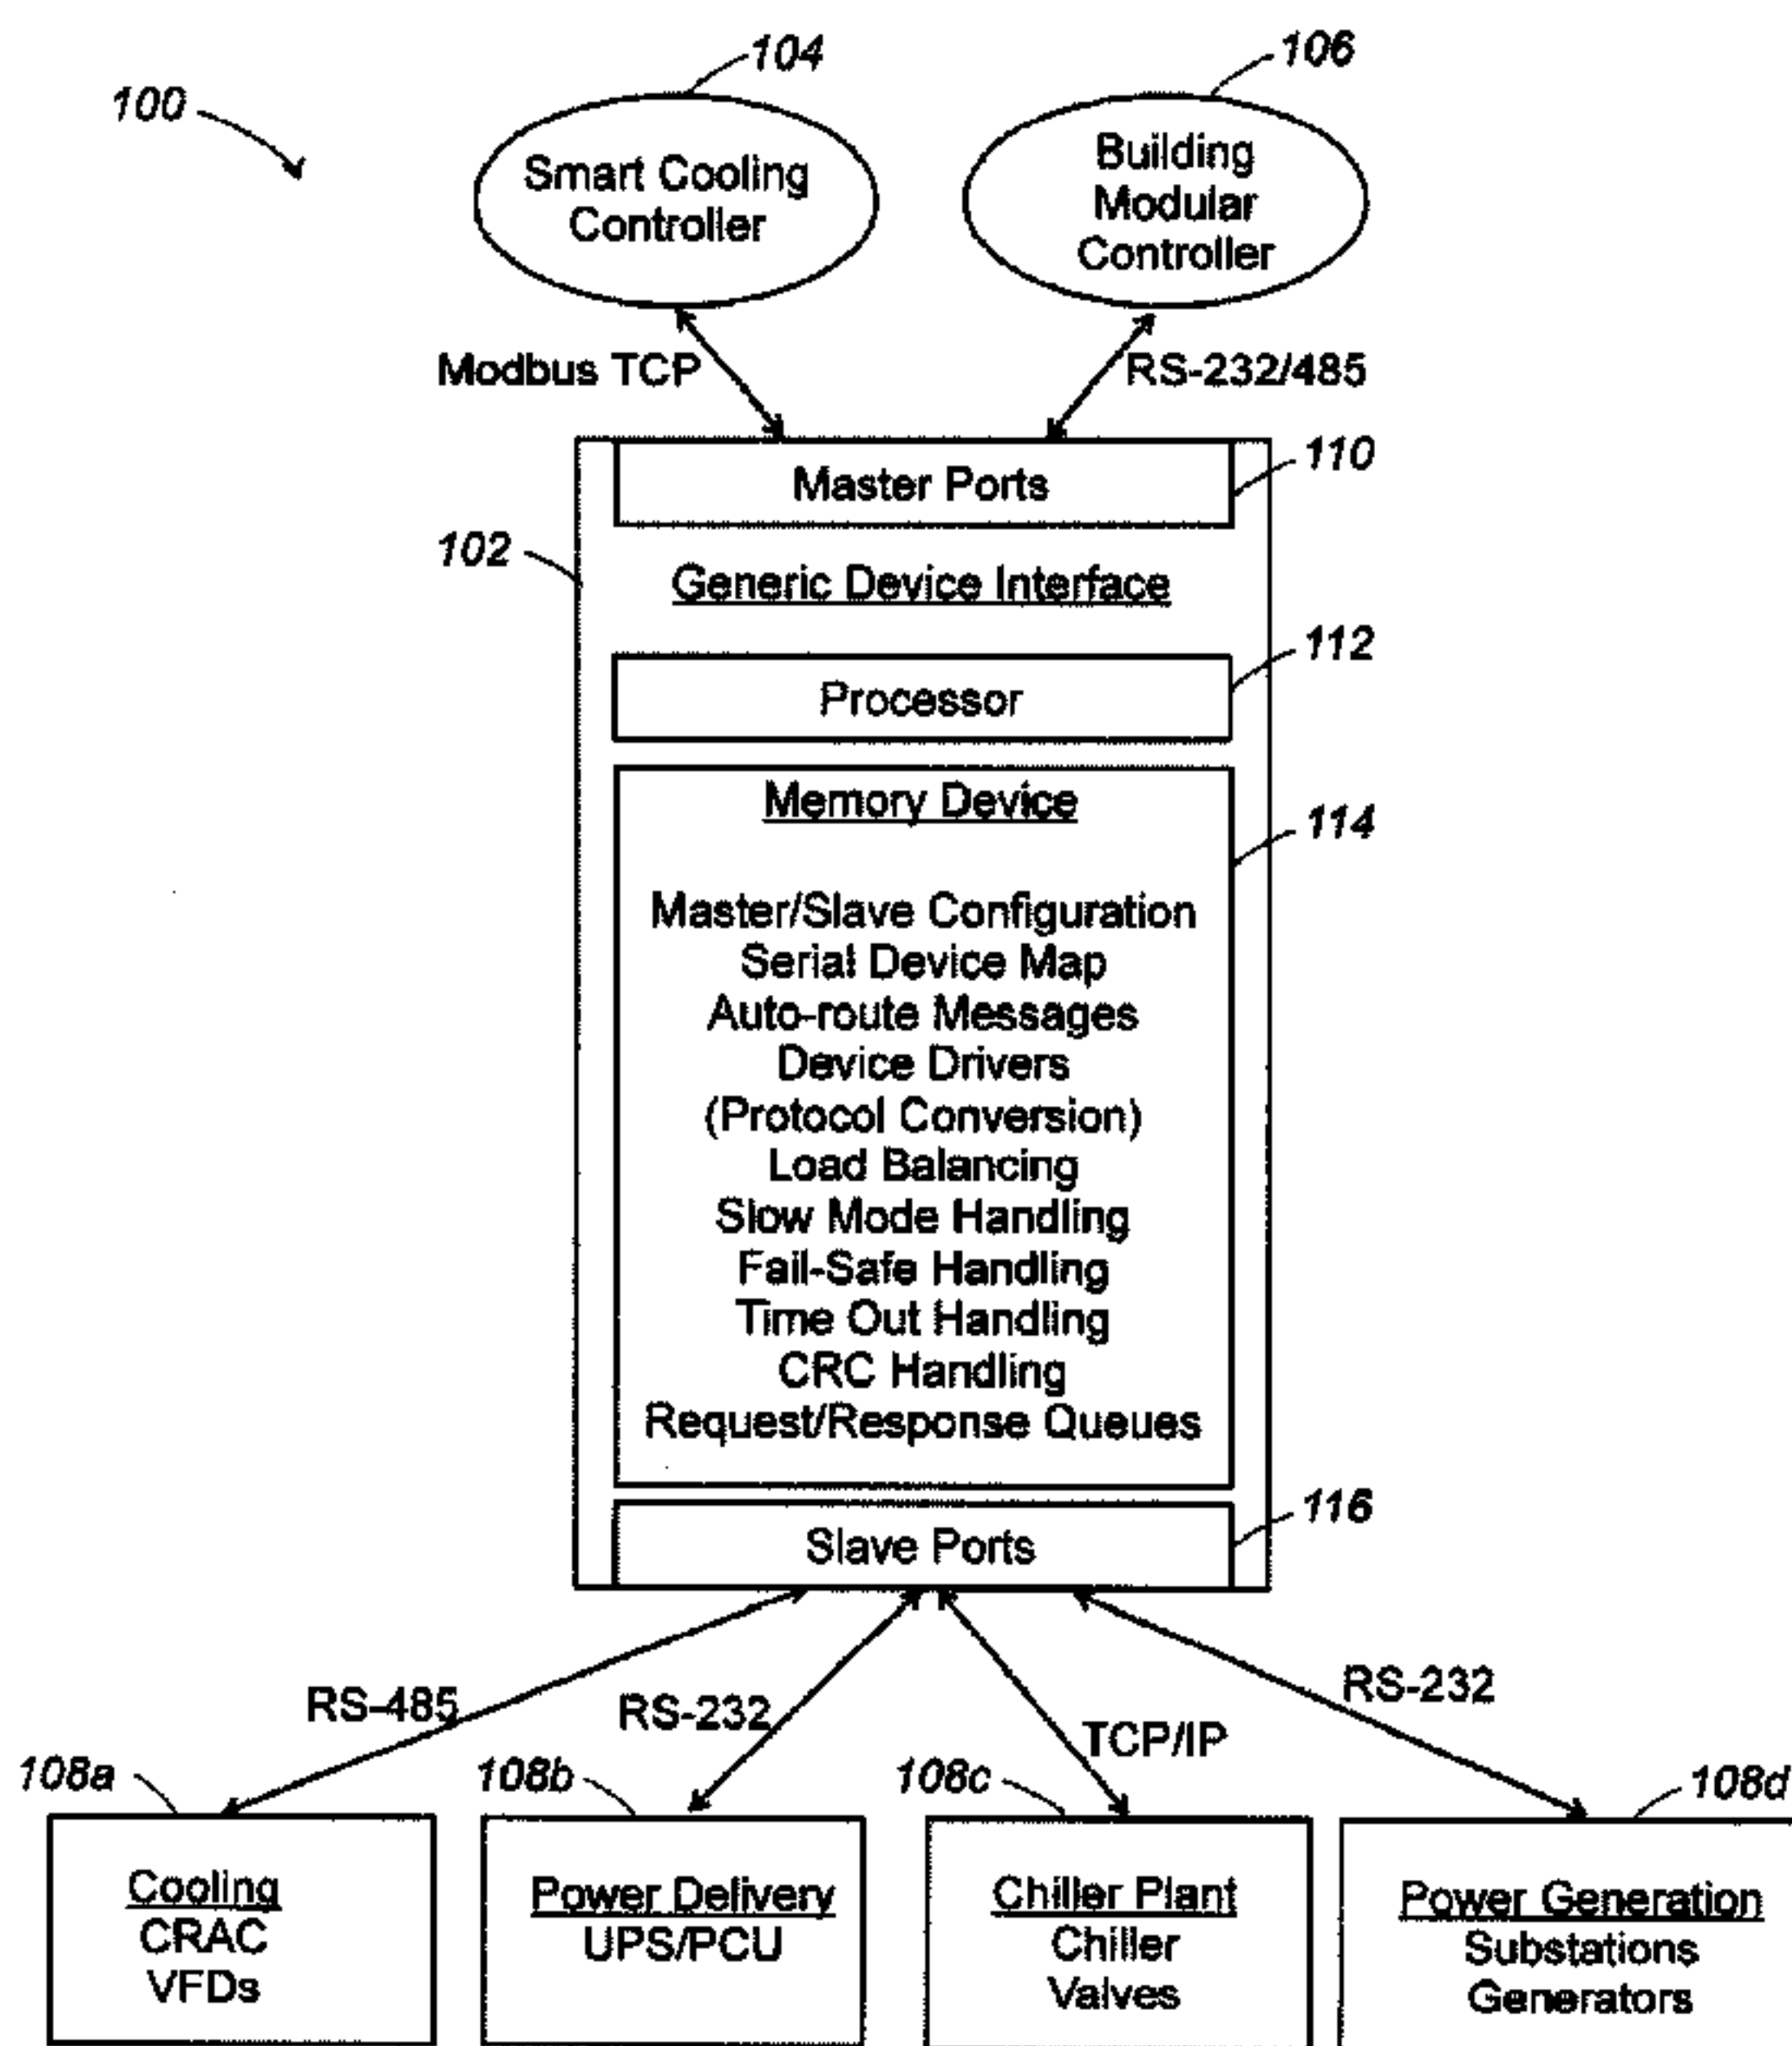 100
104
106
Smart Cooling
Controller
Building
Modular
Controller
Modbus TCP
RS-232/485
Master Ports
110
102
Generic Device Interface
112
Processor
Memory Device
114
Master/Slave Configuration
Serial Device Map
Auto-route Messages
Device Drivers
(Protocol Conversion)
Load Balancing
Slow Mode Handling
Fail-Safe Handling
Time Out Handling
CRC Handling
Request/Response Queues
116
Slave Ports
RS-485
RS-232
TCP/IP
RS-232
108a
108b
108c
108d
Cooling
CRAC
VFDs
Power Delivery
UPS/PCU
Chiller Plant
Chiller
Valves
Power Generation
Substations
Generators